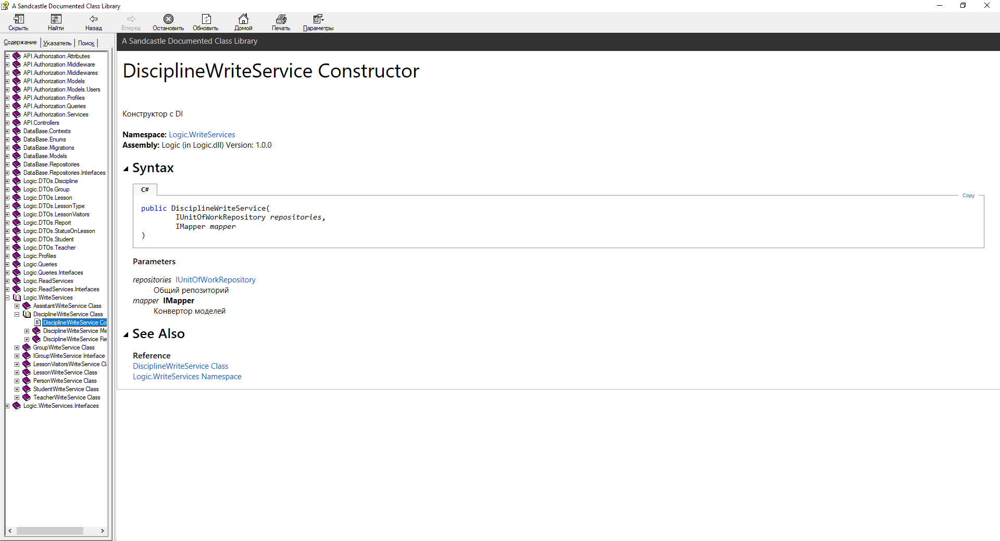 A Sandcastle Documented Class Library
Скрыть
Найти
Назад
Вперед
Остановить
Обновить
Домой
Печать
Параметры
Содержание
Указатель
Поиск
API.Authorization.Attributes
API.Authorization.Middleware
API.Authorization.Middlewares
API.Authorization.Models
API.Authorization.Models.Users
API.Authorization.Profiles
API.Authorization.Queries
API.Authorization.Services
API.Controllers
DataBase.Contexts
DataBase.Enums
DataBase.Migrations
DataBase.Models
DataBase.Repositories
DataBase.Repositories.Interfaces
Logic.DTOs.Discipline
Logic.DTOs.Group
Logic.DTOs.Lesson
Logic.DTOs.LessonType
Logic.DTOs.LessonVisitors
Logic.DTOs.Report
Logic.DTOs.StatusOnLesson
Logic.DTOs.Student
Logic.DTOs.Teacher
Logic.Profiles
Logic.Queries
Logic.Queries.Interfaces
Logic.ReadServices
Logic.ReadServices.Interfaces
Logic.WriteServices
AssistantWriteService Class
DisciplineWriteService Class
DisciplineWriteService Co
DisciplineWriteService Me
DisciplineWriteService Fie
GroupWriteService Class
IGroupWriteService Interface
LessonVisitorsWriteService Cl
LessonWriteService Class
PersonWriteService Class
StudentWriteService Class
TeacherWriteService Class
Logic.WriteServices.Interfaces
A Sandcastle Documented Class Library
DisciplineWriteService Constructor
Конструктор с DI
Namespace: Logic.WriteServices
Assembly: Logic (in Logic.dll) Version: 1.0.0
Syntax
C#
Copy
public DisciplineWriteService(
IUnitOfWorkRepository repositories,
IMapper mapper
)
Parameters
repositories IUnitOfWorkRepository
Общий репозиторий
mapper IMapper
Конвертор моделей
See Also
Reference
DisciplineWriteService Class
Logic.WriteServices Namespace